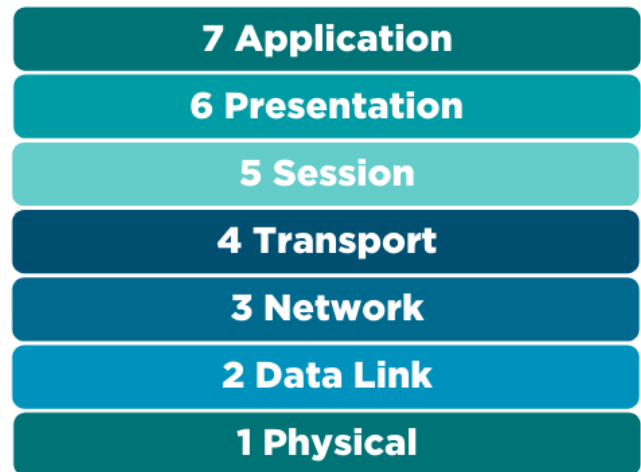 7 Application
6 Presentation
5 Session
4 Transport
3 Network
2 Data Link
1 Physical